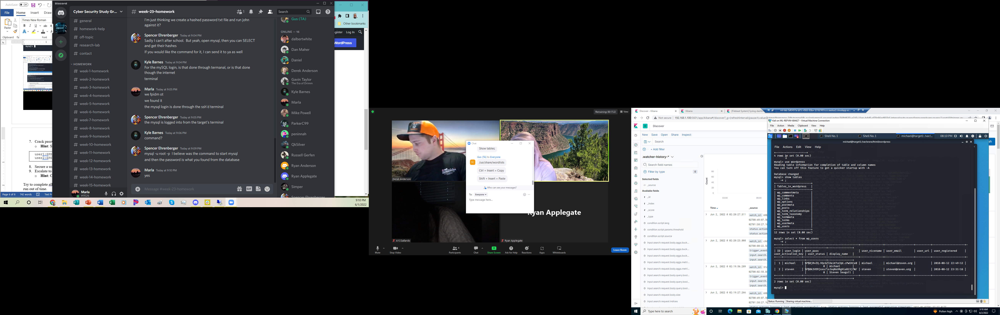 AutoSave Off
File Home Insert Draw
Paste
Times New Roman
B I U ab x
Clipboard Font
mysql>
7. Crack passw
o Hint: S
user1:$P$
user2:$P$
8. Secure a us
9. Escalate to
o Hint: C
Try to complete all
run out of time.
Page 6 of 8 742 words Text Pr
Discord
Cyber Security Study Gr...
# general
# homework-help
# off-topic
# research-lab
# contact
HOMEWORK
# week-1-homework
# week-2-homework
# week-3-homework
# week-4-homework
# week-5-homework
# week-6-homework
# week-7-homework
# week-8-homework
# week-9-homework
# week-10-homework
# week-11-homework
# week-12-homework
# week-13-homework
# week-14-homework
# week-15-homework
Marla
#9526
# week-23-homework
1
Search
I'm just thinking we create a hashed password txt file and run john
against it?
Spencer Ehrenberger Today at 9:04 PM
Sadly I can't after school. But yeah, open mysql, then you can SELECT
and get their hashes
If you would like the command for it, I can send it to ya as well
Kyle Barnes Today at 9:04 PM
For the mySQL login, is that done through termanal, or is that done
though the internet
terminal
Marla Today at 9:05 PM
we fpidm ot
we found it
the mysql login is done through the ssh'd terminal
Spencer Ehrenberger Today at 9:05 PM
the mysql is logged into from the target's terminal
Kyle Barnes Today at 9:06 PM
command?
Spencer Ehrenberger Today at 9:09 PM
mysql -u root -p I believe was the command to start mysql
and then the password is what you found from the database
Marla Today at 9:10 PM
yes
Message #week-23-homework
GIF
Gus (TA)
ONLINE — 16
dalbertwhite
Dan Maher
Daniel
Derek Anderson
Gavin Taylor
The Era of Drimm
Kyle Barnes
Marla
Mike Powell
ParkerC99
peninnah
Qk5ilver
Russell Gerfen
Ryan Anderson
Ryan Applegate
Simper
Spencer Ehrenberger
Other bookmarks
gister Log In
WordPress
9:10 PM
6/1/2022
Remaining: 00:17:22 View
Derek Anderson
A1CGallardo
Ryan Applegate
Ryan Applegate
Chat
Show tables;
Gus (TA) to Everyone
G(
/usr/share/wordlists
Ctrl + Insert = Copy
Shift + Insert = Paste
Who can see your messages?
To: Everyone
Type message here...
Mute Stop Video Participants 4 Chat Share Screen Ask for Help Reactions Apps Whiteboards
Leave Room
Discover - Kibana Kibana [Filebeat System] Syslog dashb
Not secure 192.168.1.100:5601/app/kibana#/discover?_g=(refreshInterval:(pause:!t,value:
D Discover
New Save Open Share Inspect
Search
+ Add filter
.watcher-history-*
Search field names
Filter by type 0
Selected fields
_source
Available fields
_id
_index
_score
_type
condition.script.lang
condition.script.params.threshold
condition.script.source
input.search.request.body.aggs.buck...
input.search.request.body.aggs.buck...
input.search.request.body.aggs.buck...
input.search.request.body.aggs.metri...
input.search.request.body.aggs.metri...
input.search.request.body.query.bool...
input.search.request.body.query.bool...
input.search.request.body.query.bool...
input.search.request.body.size
input.search.request.indices
Count
80
60
40
20
0
03:00 06:00
Time _source
Jun 2, 2022 @ 02:20:27.311
Jun 2, 2022 @ 02:20:23.808
Jun 2, 2022 @ 02:19:56.289
Jun 2, 2022 @ 02:19:27.266
Kali on ML-REFVM-684427 - Virtual Machine Connection
File Action Media Clipboard View Help
Shell No. 1 Shell No. 1 michael@target1: /var/... 08:10 PM
michael@target1: /var/www/html/wordpress
File Actions Edit View Help
4 rows in set (0.00 sec)
mysql> use wordpress
Reading table information for completion of table and column names
You can turn off this feature to get a quicker startup with -A
Database changed
mysql> show tables
-> ;
| Tables_in_wordpress |
| wp_commentmeta
| wp_comments
| wp_links
| wp_options
| wp_postmeta
| wp_posts
| wp_term_relationships
| wp_term_taxonomy
| wp_termmeta
| wp_terms
| wp_usermeta
| wp_users
12 rows in set (0.00 sec)
mysql> select * from wp_users
-> ;
| ID | user_login | user_pass | user_nicename | user_email | user_url | user_registered |
user_activation_key | user_status | display_name |
| 1 | michael | $P$BjRvZQ.VQcGZlDeiKToCQd.cPw5XCe0 | michael | michael@raven.org | | 2018-08-12 22:49:12 |
| 0 | michael |
| 2 | steven | $P$Bk3VD9jsxx/loJoqNsURgHiaB23j7W/ | steven | steven@raven.org | | 2018-08-12 23:31:16 |
| 0 | Steven Seagull |
2 rows in set (0.00 sec)
mysql>
Status: Running Sharing virtual machine...
Type here to search
Pollen high
3:10 AM
6/2/2022